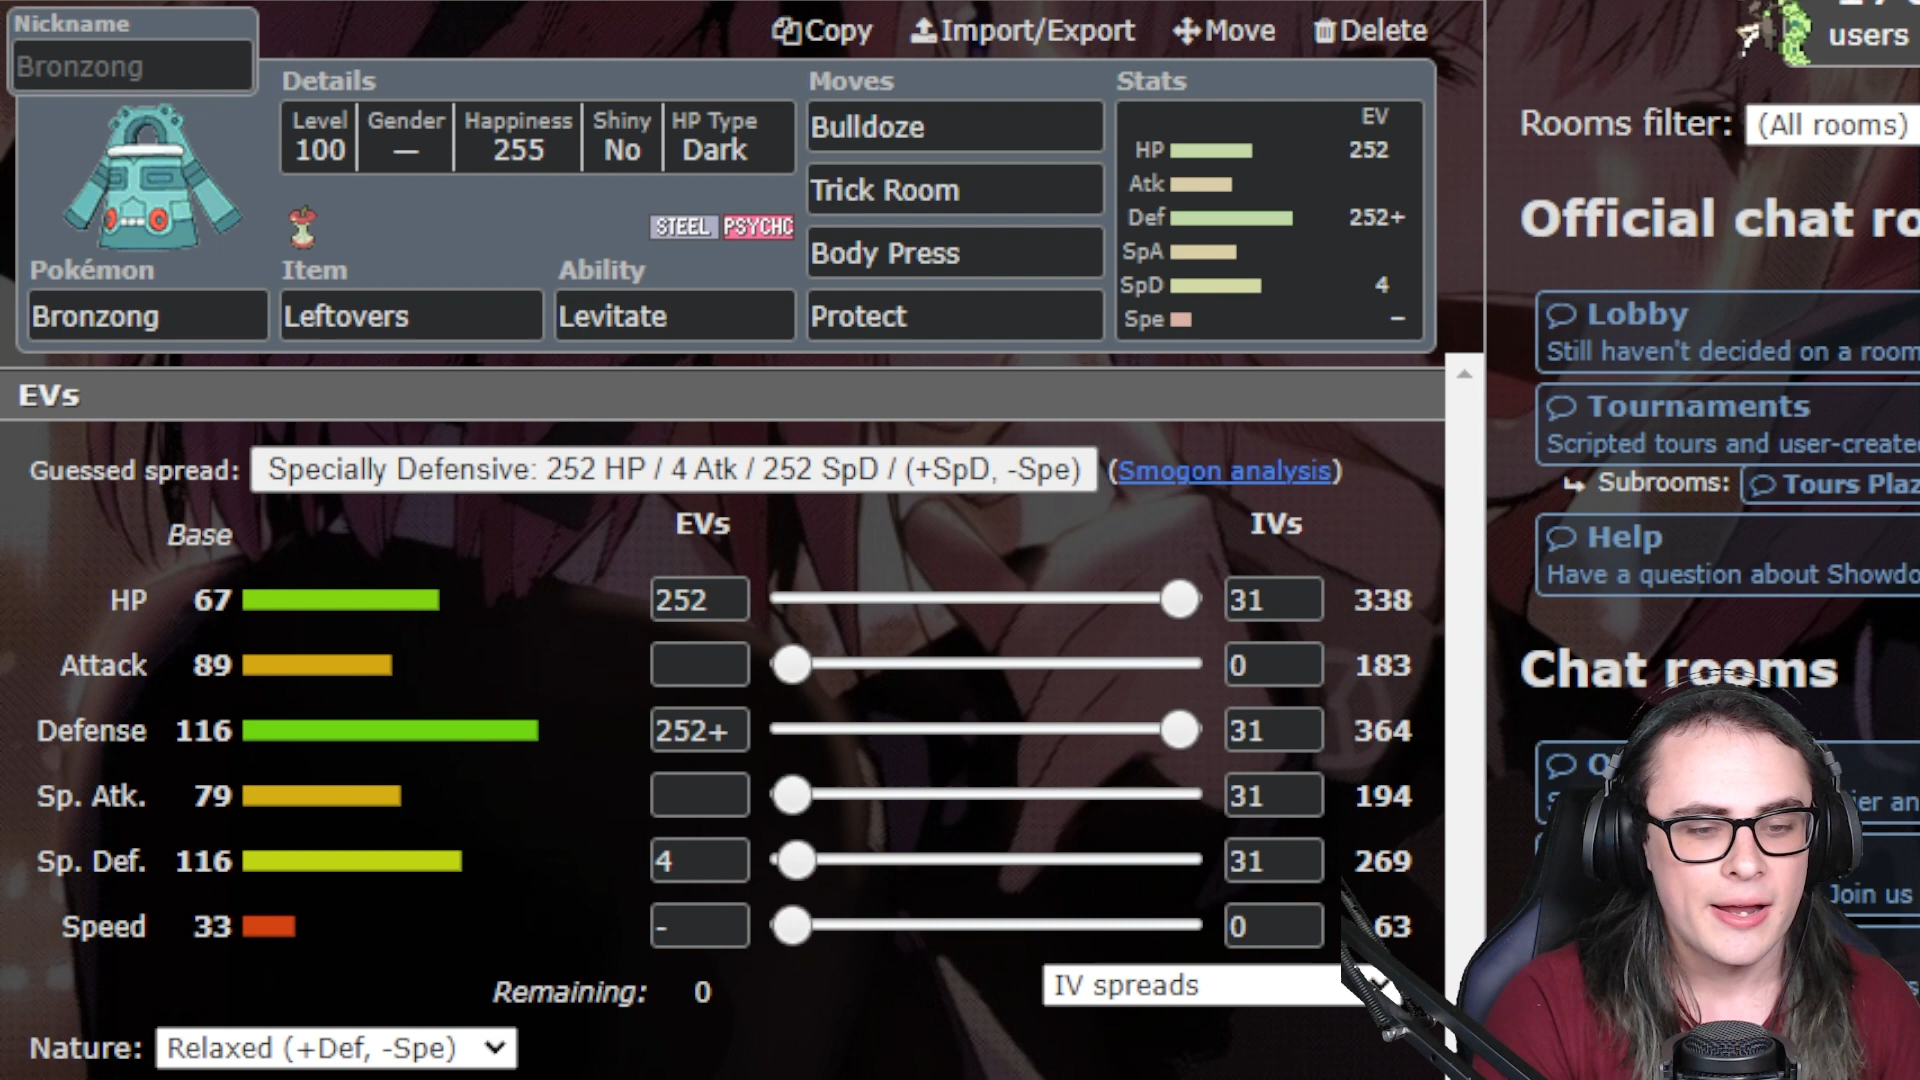 Nickname
Bronzong
Copy Import/Export Move Delete
Details
Level Gender Happiness Shiny HP Type
100 — 255 No Dark
STEEL PSYCHC
Pokémon Item Ability
Bronzong Leftovers Levitate
Moves
Bulldoze
Trick Room
Body Press
Protect
Stats
EV
HP 252
Atk
Def 252+
SpA
SpD 4
Spe –
EVs
Guessed spread: Specially Defensive: 252 HP / 4 Atk / 252 SpD / (+SpD, -Spe) (Smogon analysis)
Base EVs IVs
HP 67 252 31 338
Attack 89 0 183
Defense 116 252+ 31 364
Sp. Atk. 79 31 194
Sp. Def. 116 4 31 269
Speed 33 - 0 63
Remaining: 0 IV spreads
Nature: Relaxed (+Def, -Spe)
users
Rooms filter: (All rooms)
Official chat ro
Lobby
Still haven't decided on a room
Tournaments
Scripted tours and user-create
Subrooms: Tours Plaz
Help
Have a question about Showdo
Chat rooms
Join us